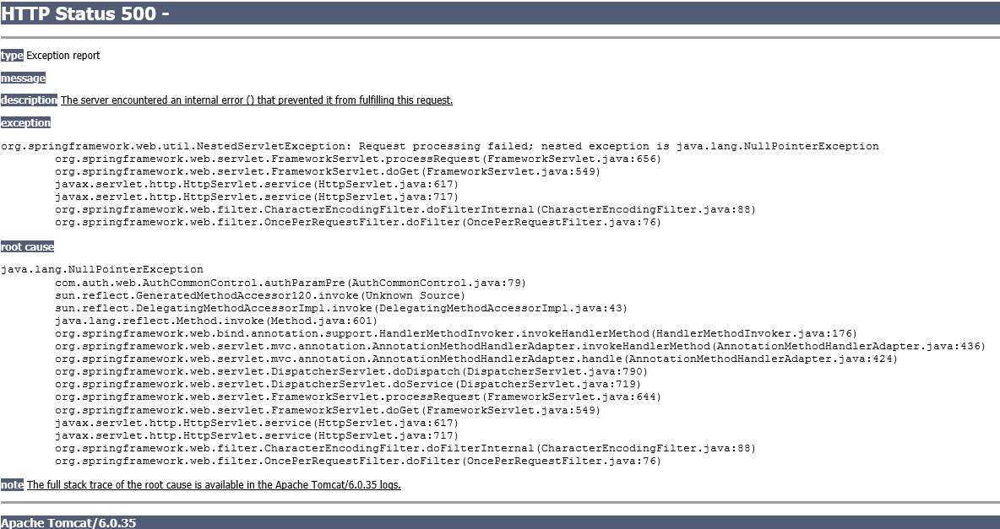 HTTP Status 500 -
type Exception report
message
description The server encountered an internal error () that prevented it from fulfilling this request.
exception
org.springframework.web.util.NestedServletException: Request processing failed; nested exception is java.lang.NullPointerException
org.springframework.web.servlet.FrameworkServlet.processRequest(FrameworkServlet.java:656)
org.springframework.web.servlet.FrameworkServlet.doGet(FrameworkServlet.java:549)
javax.servlet.http.HttpServlet.service(HttpServlet.java:617)
javax.servlet.http.HttpServlet.service(HttpServlet.java:717)
org.springframework.web.filter.CharacterEncodingFilter.doFilterInternal(CharacterEncodingFilter.java:88)
org.springframework.web.filter.OncePerRequestFilter.doFilter(OncePerRequestFilter.java:76)
root cause
java.lang.NullPointerException
com.auth.web.AuthCommonControl.authParamPre(AuthCommonControl.java:79)
sun.reflect.GeneratedMethodAccessor120.invoke(Unknown Source)
sun.reflect.DelegatingMethodAccessorImpl.invoke(DelegatingMethodAccessorImpl.java:43)
java.lang.reflect.Method.invoke(Method.java:601)
org.springframework.web.bind.annotation.support.HandlerMethodInvoker.invokeHandlerMethod(HandlerMethodInvoker.java:176)
org.springframework.web.servlet.mvc.annotation.AnnotationMethodHandlerAdapter.invokeHandlerMethod(AnnotationMethodHandlerAdapter.java:436)
org.springframework.web.servlet.mvc.annotation.AnnotationMethodHandlerAdapter.handle(AnnotationMethodHandlerAdapter.java:424)
org.springframework.web.servlet.DispatcherServlet.doDispatch(DispatcherServlet.java:790)
org.springframework.web.servlet.DispatcherServlet.doService(DispatcherServlet.java:719)
org.springframework.web.servlet.FrameworkServlet.processRequest(FrameworkServlet.java:644)
org.springframework.web.servlet.FrameworkServlet.doGet(FrameworkServlet.java:549)
javax.servlet.http.HttpServlet.service(HttpServlet.java:617)
javax.servlet.http.HttpServlet.service(HttpServlet.java:717)
org.springframework.web.filter.CharacterEncodingFilter.doFilterInternal(CharacterEncodingFilter.java:88)
org.springframework.web.filter.OncePerRequestFilter.doFilter(OncePerRequestFilter.java:76)
note The full stack trace of the root cause is available in the Apache Tomcat/6.0.35 logs.
Apache Tomcat/6.0.35